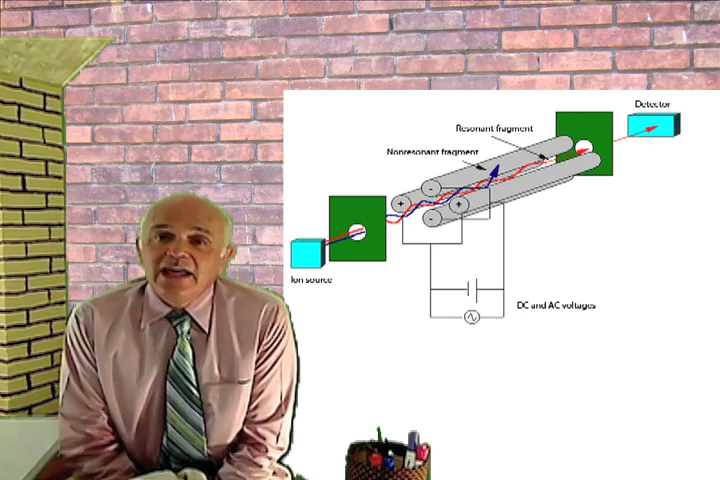 Detector
Resonant fragment
Nonresonant fragment
-
+
+
-
Ion source
DC and AC voltages